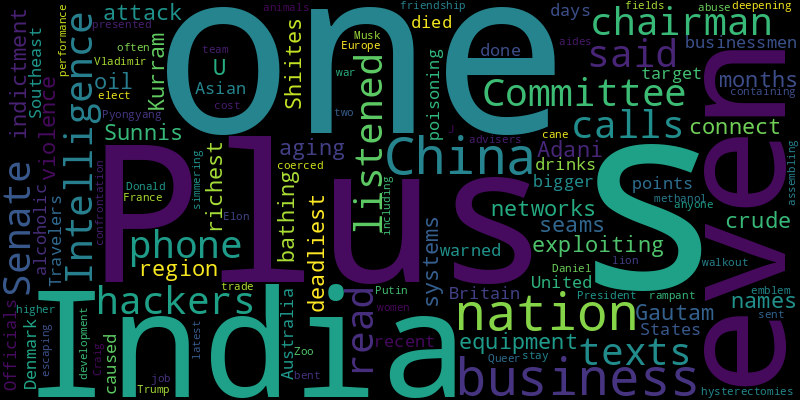 animals
friendship
fields
abuse
deepening
attack
one
died
Musk
days
chairman
performance
presented
often
team
Europe
said
businessmen
indictment
Southeast
Vladimir
U
Kurram
Shiites
war
done
aides
target
oil
Asian
listened
poisoning
Committee
months
containing
elect
cost
two
Pyongyang
Intelligence
violence
Sunnis
calls
connect
even
Plus
aging
China
cane
Adani
S
advisers
j
coerced
drinks
Senate
alcoholic
Travelers
confrontation
Donald
France
simmering
richest
Elon
bathing
including
bigger
points
methanol
anyone
assembling
deadliest
networks
seams
crude
phone
systems
warned
exploiting
region
Daniel
lion
walkout
trade
Putin
Britain
United
President
rampant
emblem
India
hackers
women
nation
Gautam
names
sent
Officials
higher
Denmark
escaping
development
Craig
caused
latest
Australia
Zoo
bent
read
recent
equipment
States
texts
Queer
stay
job
Trump
business
hysterectomies